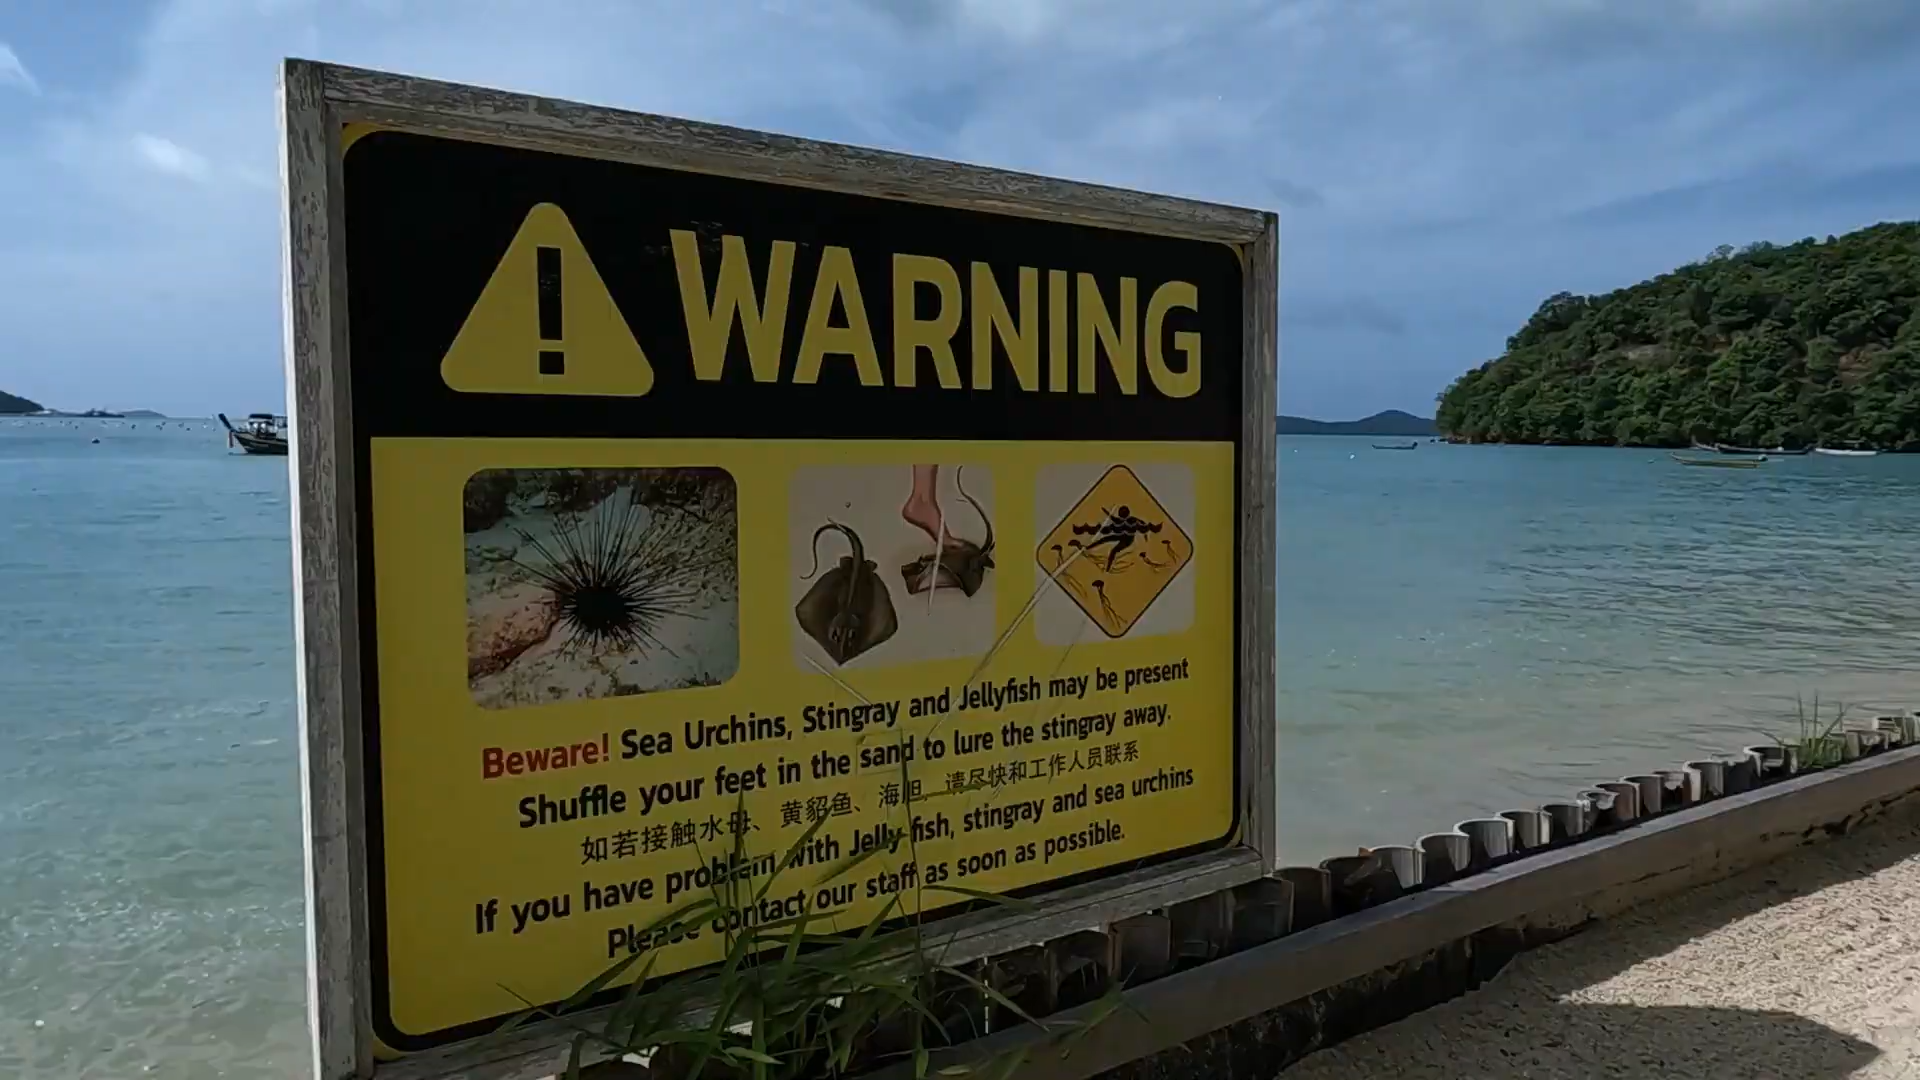 WARNING
Beware! Sea Urchins, Stingray and Jellyfish may be present
Shuffle your feet in the sand to lure the stingray away.
如若接触水母、黄貂鱼、海胆，请尽快和工作人员联系
If you have problem with Jelly fish, stingray and sea urchins
Please contact our staff as soon as possible.